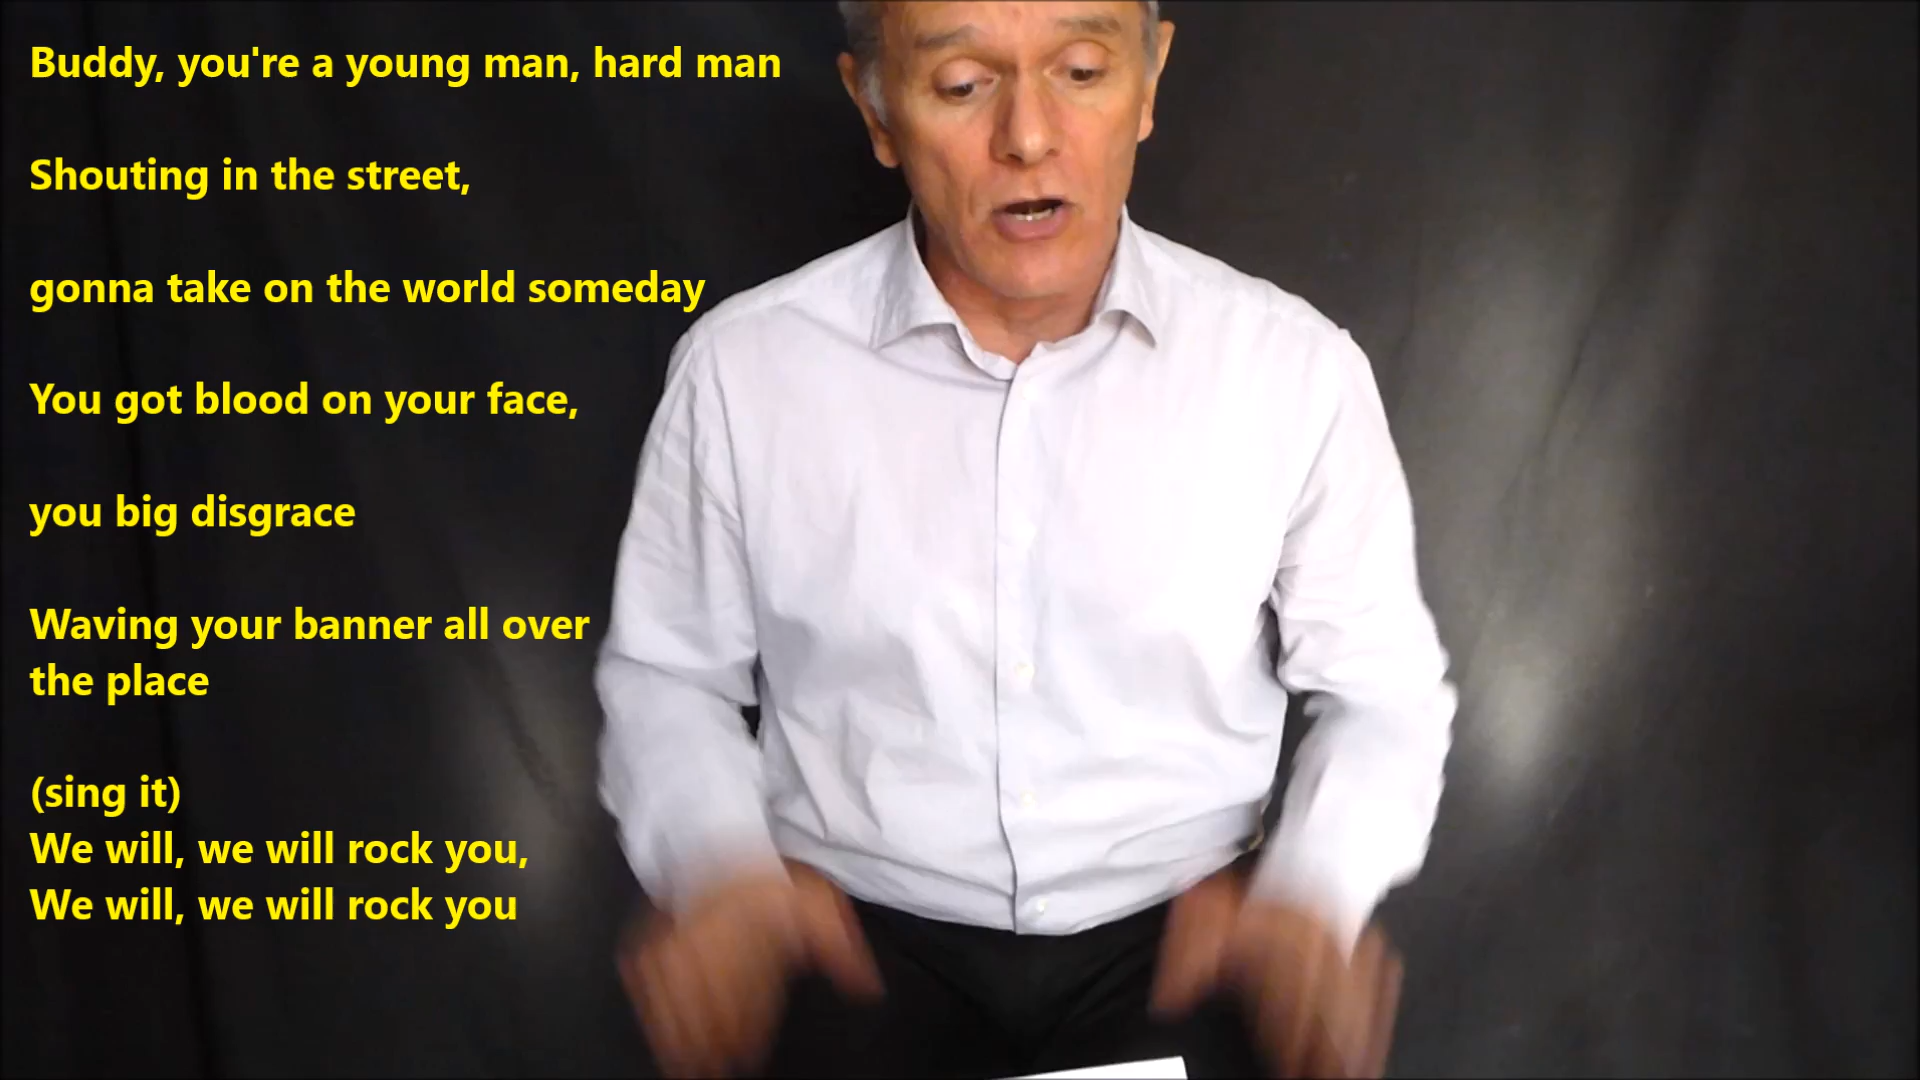 Buddy, you're a young man, hard man
Shouting in the street,
gonna take on the world someday
You got blood on your face,
you big disgrace
Waving your banner all over
the place
(sing it)
We will, we will rock you,
We will, we will rock you